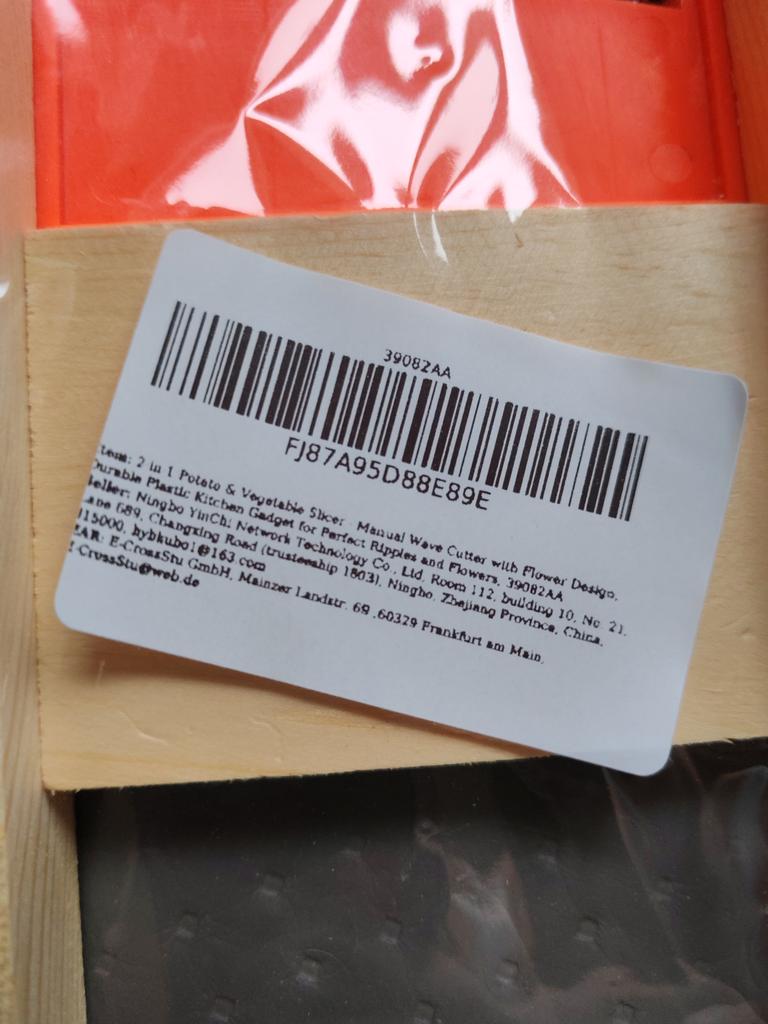 39082AA
FJ87A95D88E89E
Item: 2 in 1 Potato & Vegetable Slicer - Manual Wave Cutter with Flower Design,
Durable Plastic Kitchen Gadget for Perfect Ripples and Flowers, 39082AA
Seller: Ningbo YinChi Network Technology Co., Ltd, Room 112, building 10, No. 21,
Lane 689, Changxing Road (trusteeship 1803), Ningbo, Zhejiang Province, China,
315000, hybkubo1@163.com
EAR: E-CrossStu GmbH, Mainzer Landstr. 69 ,60329 Frankfurt am Main,
E-CrossStu@web.de